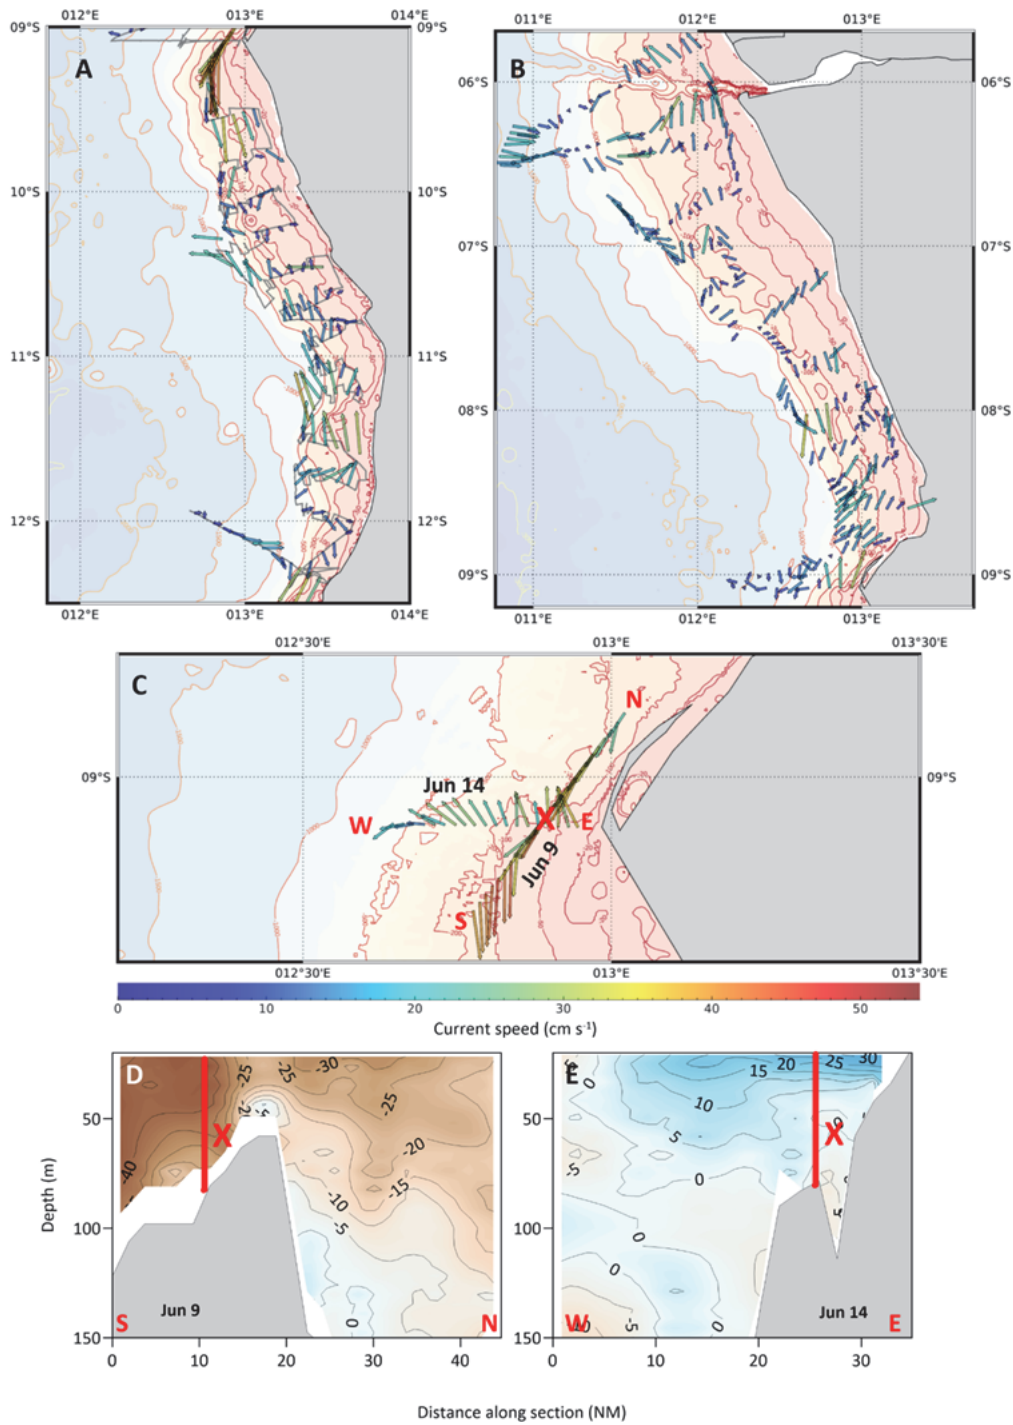 012°E 013°E 014°E
09°S
A
10°S 10°S
11°S 11°S
12°S 12°S
012°E 013°E 014°E
011°E 012°E 013°E
B
06°S 06°S
07°S 07°S
08°S 08°S
09°S 09°S
011°E 012°E 013°E
012°30'E 013°E 013°30'E
C
N
09°S 09°S
Jun 14
W X E
Jun 9
S
012°30'E 013°E 013°30'E
0 10 20 30 40 50
Current speed (cm s⁻¹)
D
-25 -25 -30
-25
-20
-15
-10
-5
-40
0
X
50
100
150
Depth (m)
Jun 9
S N
0 10 20 30 40
E
0
15 20 25 30
10
5
0
-5
0
0
-5
0
5
X
50
100
150
Jun 14
W E
0 10 20 30
Distance along section (NM)